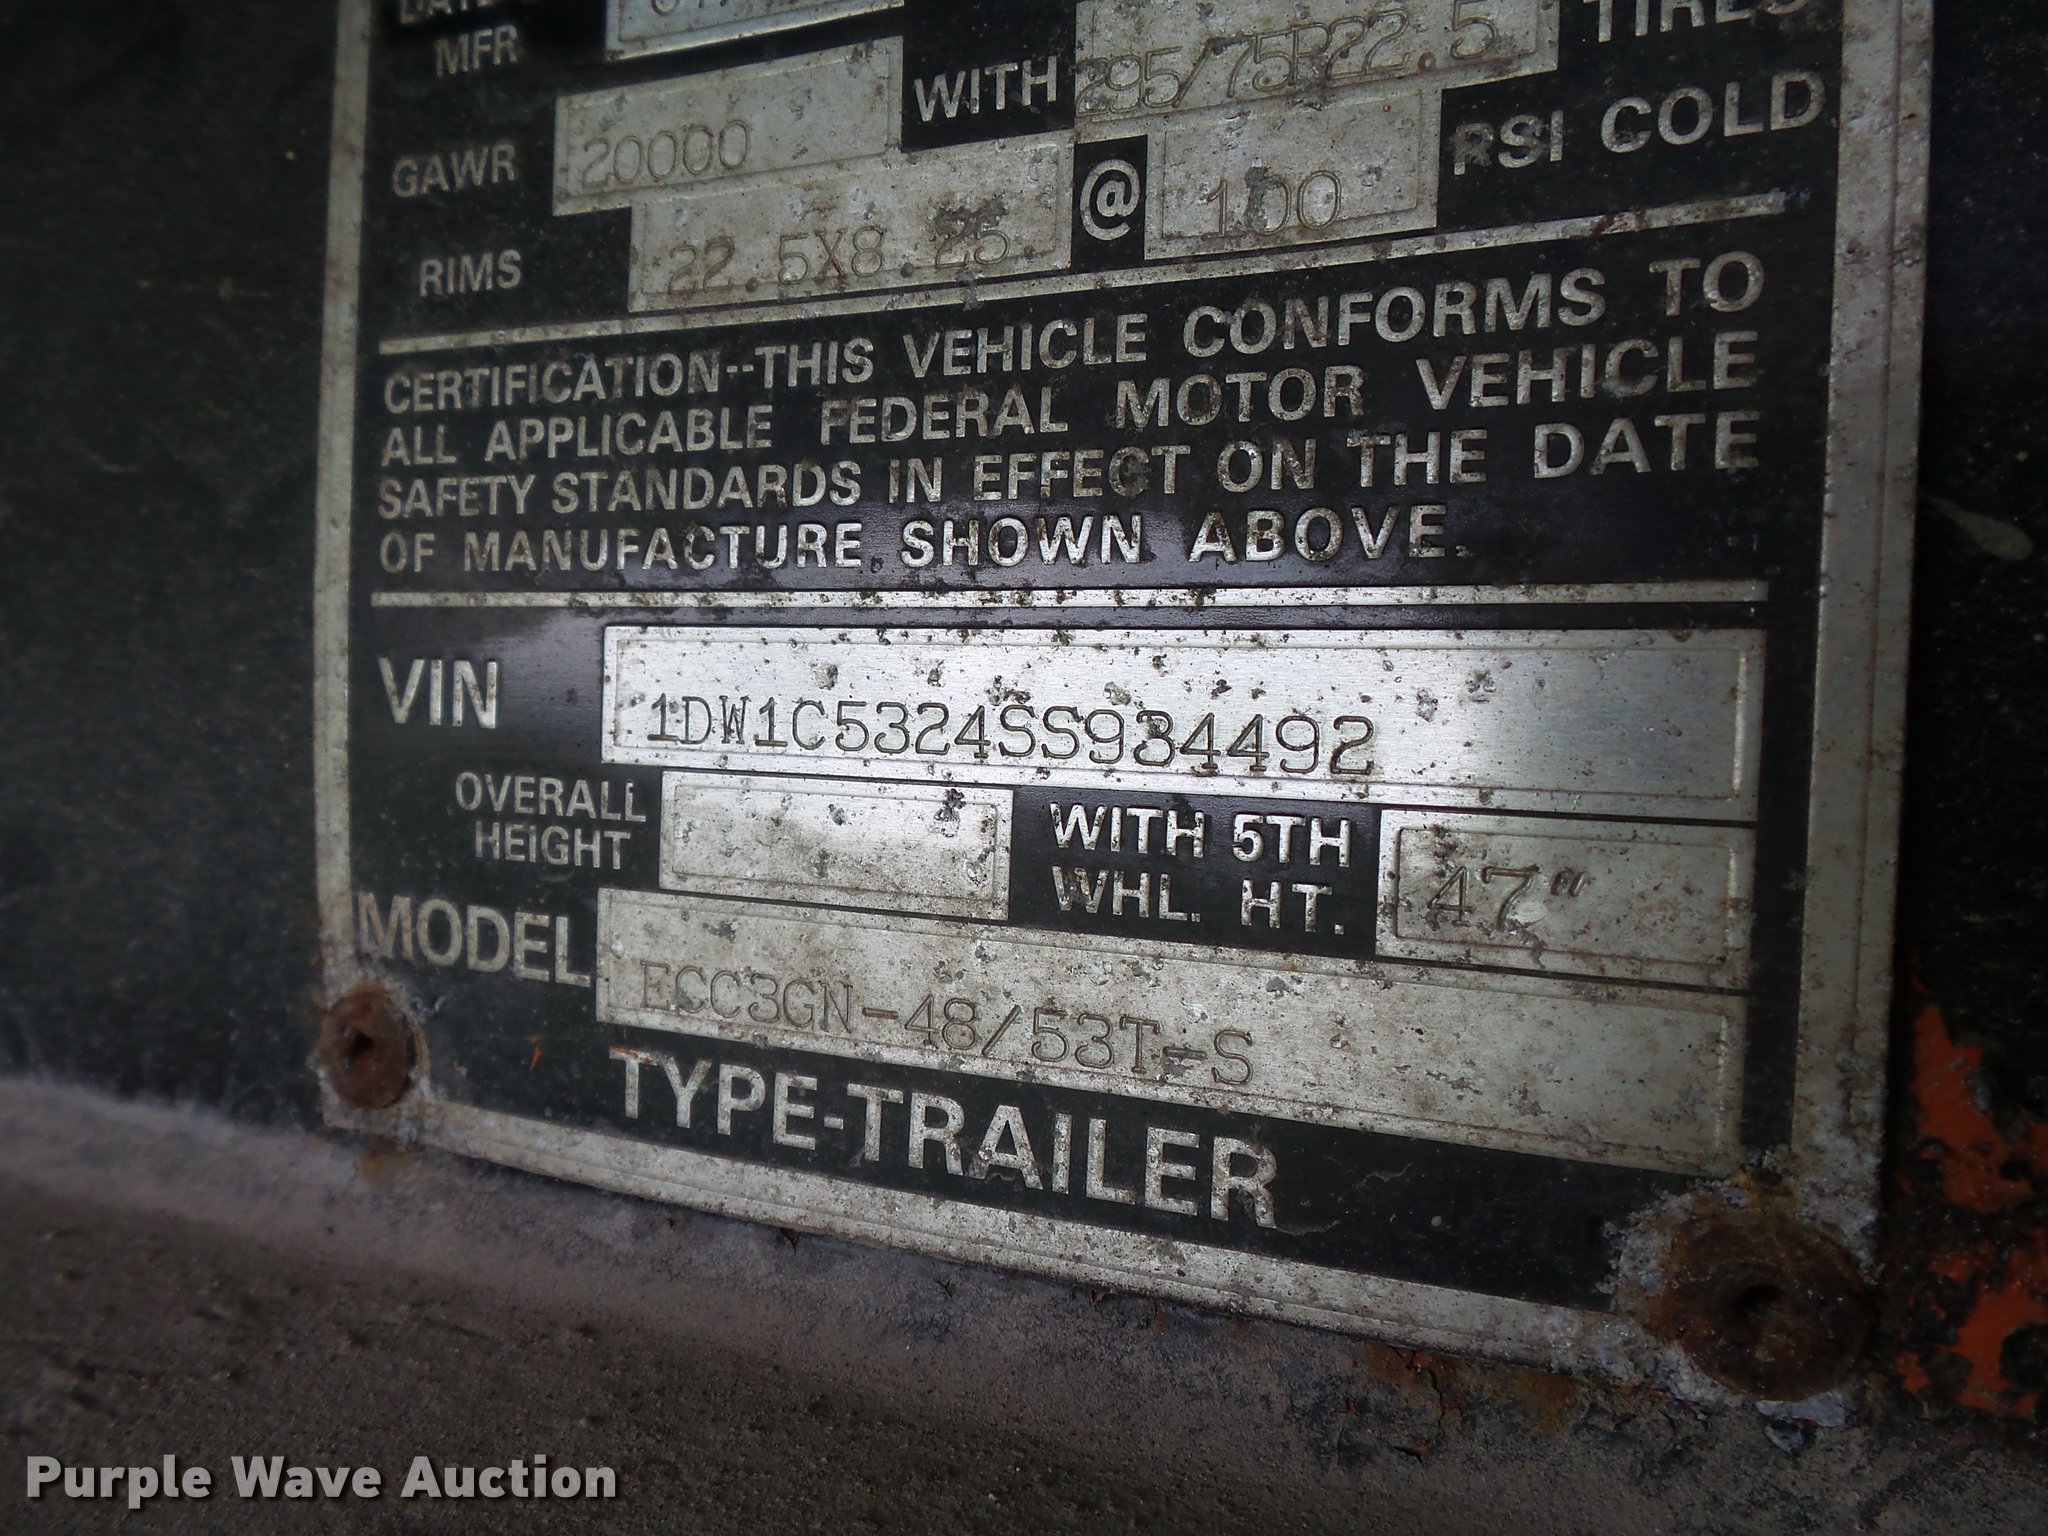 MFR
GAWR 20000 WITH 295/75R22.5 TIRES
RIMS 22.5X8.25 @ 100 PSI COLD
CERTIFICATION--THIS VEHICLE CONFORMS TO
ALL APPLICABLE FEDERAL MOTOR VEHICLE
SAFETY STANDARDS IN EFFECT ON THE DATE
OF MANUFACTURE SHOWN ABOVE.
VIN 1DW1C5324SS934492
OVERALL HEIGHT WITH 5TH WHL. HT. 47"
MODEL ECC3GN-48/53T-S
TYPE-TRAILER
Purple Wave Auction